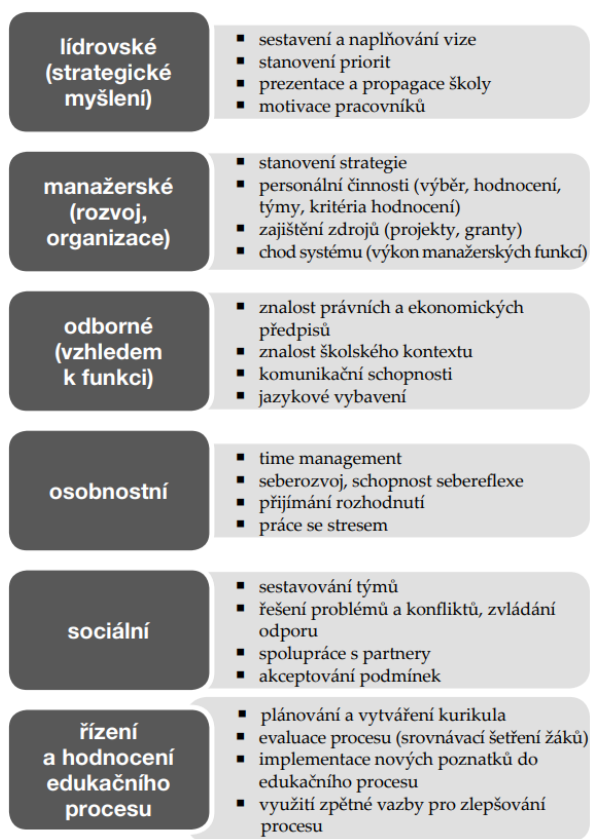 lídrovské
(strategické
myšlení)
▪ sestavení a naplňování vize
▪ stanovení priorit
▪ prezentace a propagace školy
▪ motivace pracovníků
manažerské
(rozvoj,
organizace)
▪ stanovení strategie
▪ personální činnosti (výběr, hodnocení,
týmy, kritéria hodnocení)
▪ zajištění zdrojů (projekty, granty)
▪ chod systému (výkon manažerských funkcí)
odborné
(vzhledem
k funkci)
▪ znalost právních a ekonomických
předpisů
▪ znalost školského kontextu
▪ komunikační schopnosti
▪ jazykové vybavení
osobnostní
▪ time management
▪ seberozvoj, schopnost sebereflexe
▪ přijímání rozhodnutí
▪ práce se stresem
sociální
▪ sestavování týmů
▪ řešení problémů a konfliktů, zvládání
odporu
▪ spolupráce s partnery
▪ akceptování podmínek
řízení
a hodnocení
edukačního
procesu
▪ plánování a vytváření kurikula
▪ evaluace procesu (srovnávací šetření žáků)
▪ implementace nových poznatků do
edukačního procesu
▪ využití zpětné vazby pro zlepšování
procesu